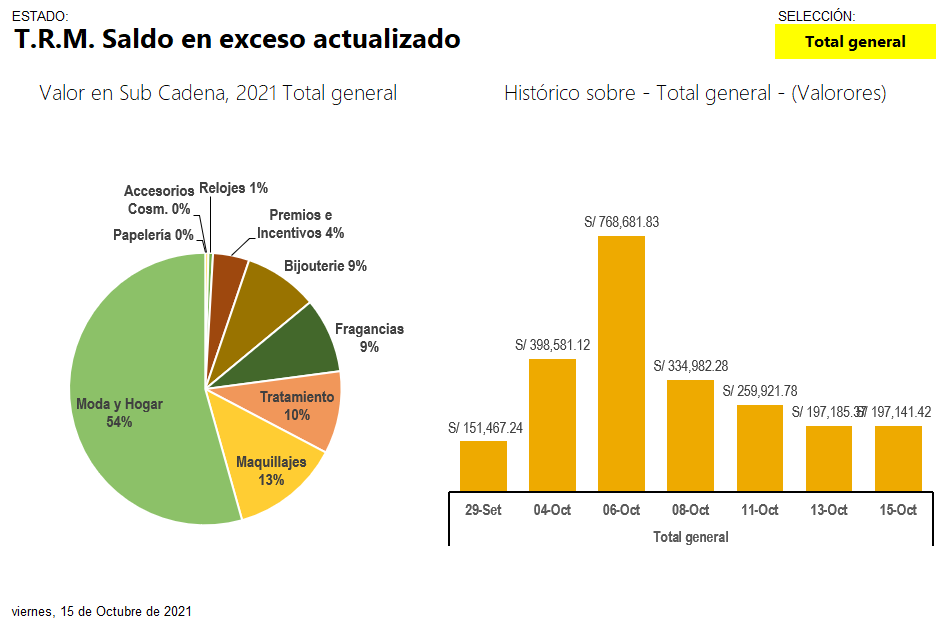 ESTADO:
T.R.M. Saldo en exceso actualizado
SELECCIÓN:
Total general
Valor en Sub Cadena, 2021 Total general
Accesorios
Cosm. 0%
Relojes 1%
Papelería 0%
Premios e
Incentivos 4%
Bijouterie 9%
Fragancias
9%
Tratamiento
10%
Maquillajes
13%
Moda y Hogar
54%
Histórico sobre - Total general - (Valorores)
S/ 151,467.24
S/ 398,581.12
S/ 768,681.83
S/ 334,982.28
S/ 259,921.78
S/ 197,185.37
S/ 197,141.42
29-Set
04-Oct
06-Oct
08-Oct
11-Oct
13-Oct
15-Oct
Total general
viernes, 15 de Octubre de 2021